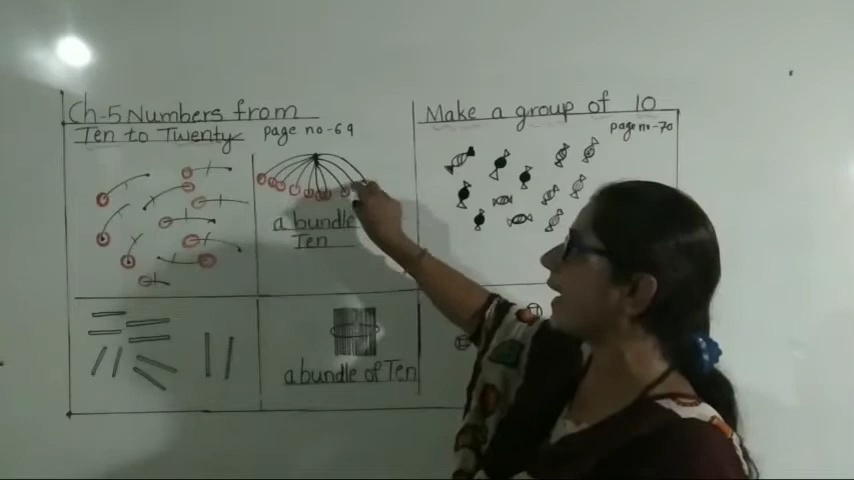 Ch-5 Numbers from
Ten to Twenty page no-69
a bundle
Ten
a bundle of Ten
Make a group of 10
page no-70